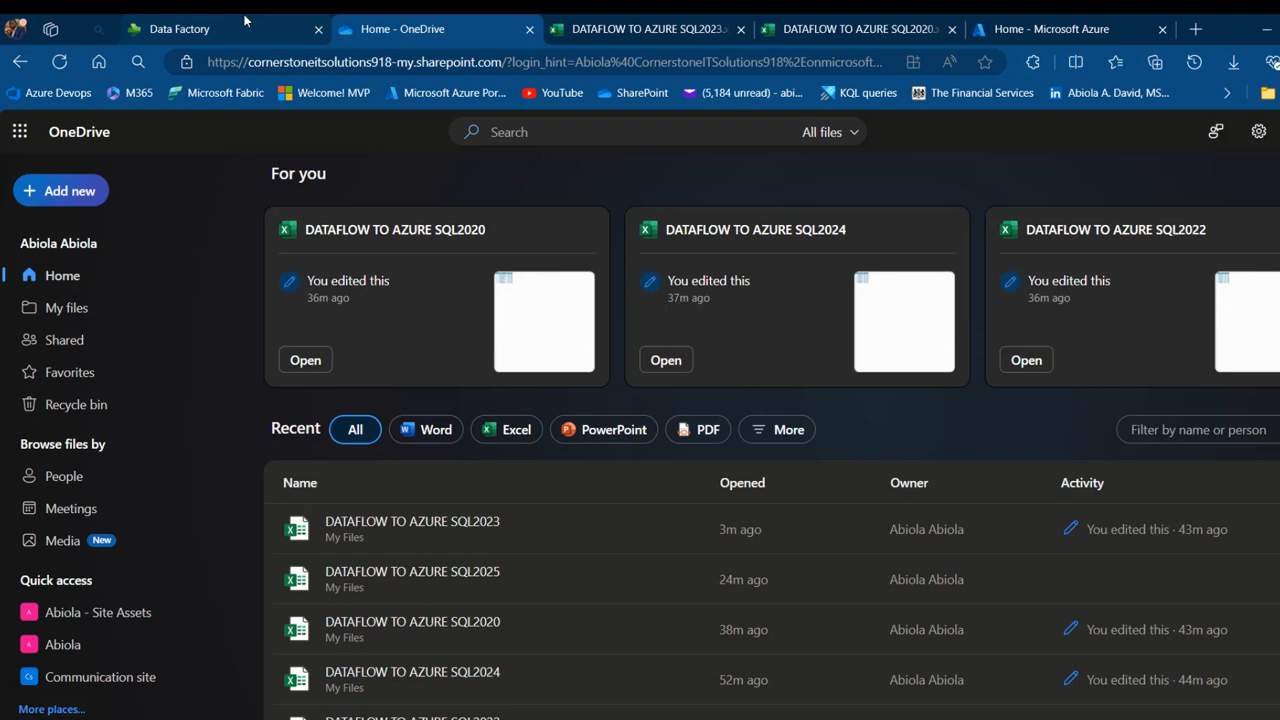 Data Factory
Home - OneDrive
DATAFLOW TO AZURE SQL2023.
DATAFLOW TO AZURE SQL2020.
Home - Microsoft Azure
https://cornerstoneitsolutions918-my.sharepoint.com/?login_hint=Abiola%40CornerstoneITSolutions918%2Eonmicrosoft...
Azure Devops
M365
Microsoft Fabric
Welcome! MVP
Microsoft Azure Por...
YouTube
SharePoint
(5,184 unread) - abi...
KQL queries
The Financial Services
Abiola A. David, MS...
OneDrive
Search
All files
Add new
For you
Abiola Abiola
Home
My files
Shared
Favorites
Recycle bin
Browse files by
People
Meetings
Media New
Quick access
Abiola - Site Assets
Abiola
Communication site
More places...
DATAFLOW TO AZURE SQL2020
You edited this
36m ago
Open
DATAFLOW TO AZURE SQL2024
You edited this
37m ago
Open
DATAFLOW TO AZURE SQL2022
You edited this
36m ago
Open
Recent
All
Word
Excel
PowerPoint
PDF
More
Filter by name or person
Name Opened Owner Activity
DATAFLOW TO AZURE SQL2023
My Files
3m ago Abiola Abiola You edited this · 43m ago
DATAFLOW TO AZURE SQL2025
My Files
24m ago Abiola Abiola
DATAFLOW TO AZURE SQL2020
My Files
38m ago Abiola Abiola You edited this · 43m ago
DATAFLOW TO AZURE SQL2024
My Files
52m ago Abiola Abiola You edited this · 44m ago